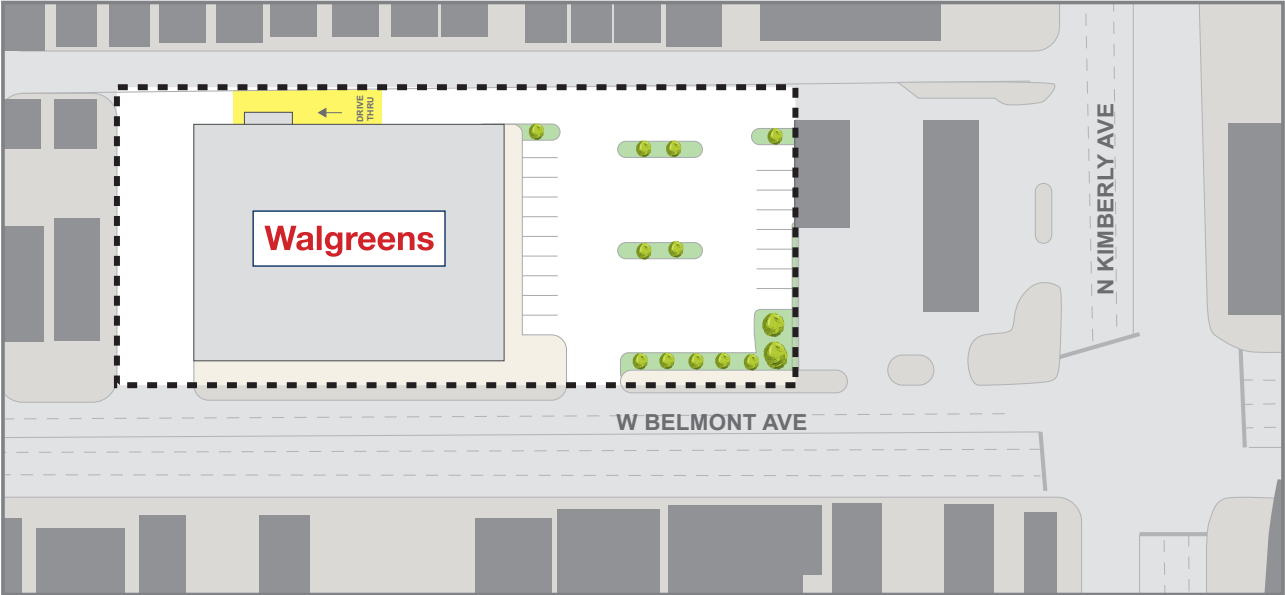 DRIVE
THRU
Walgreens
N KIMBERLY AVE
W BELMONT AVE